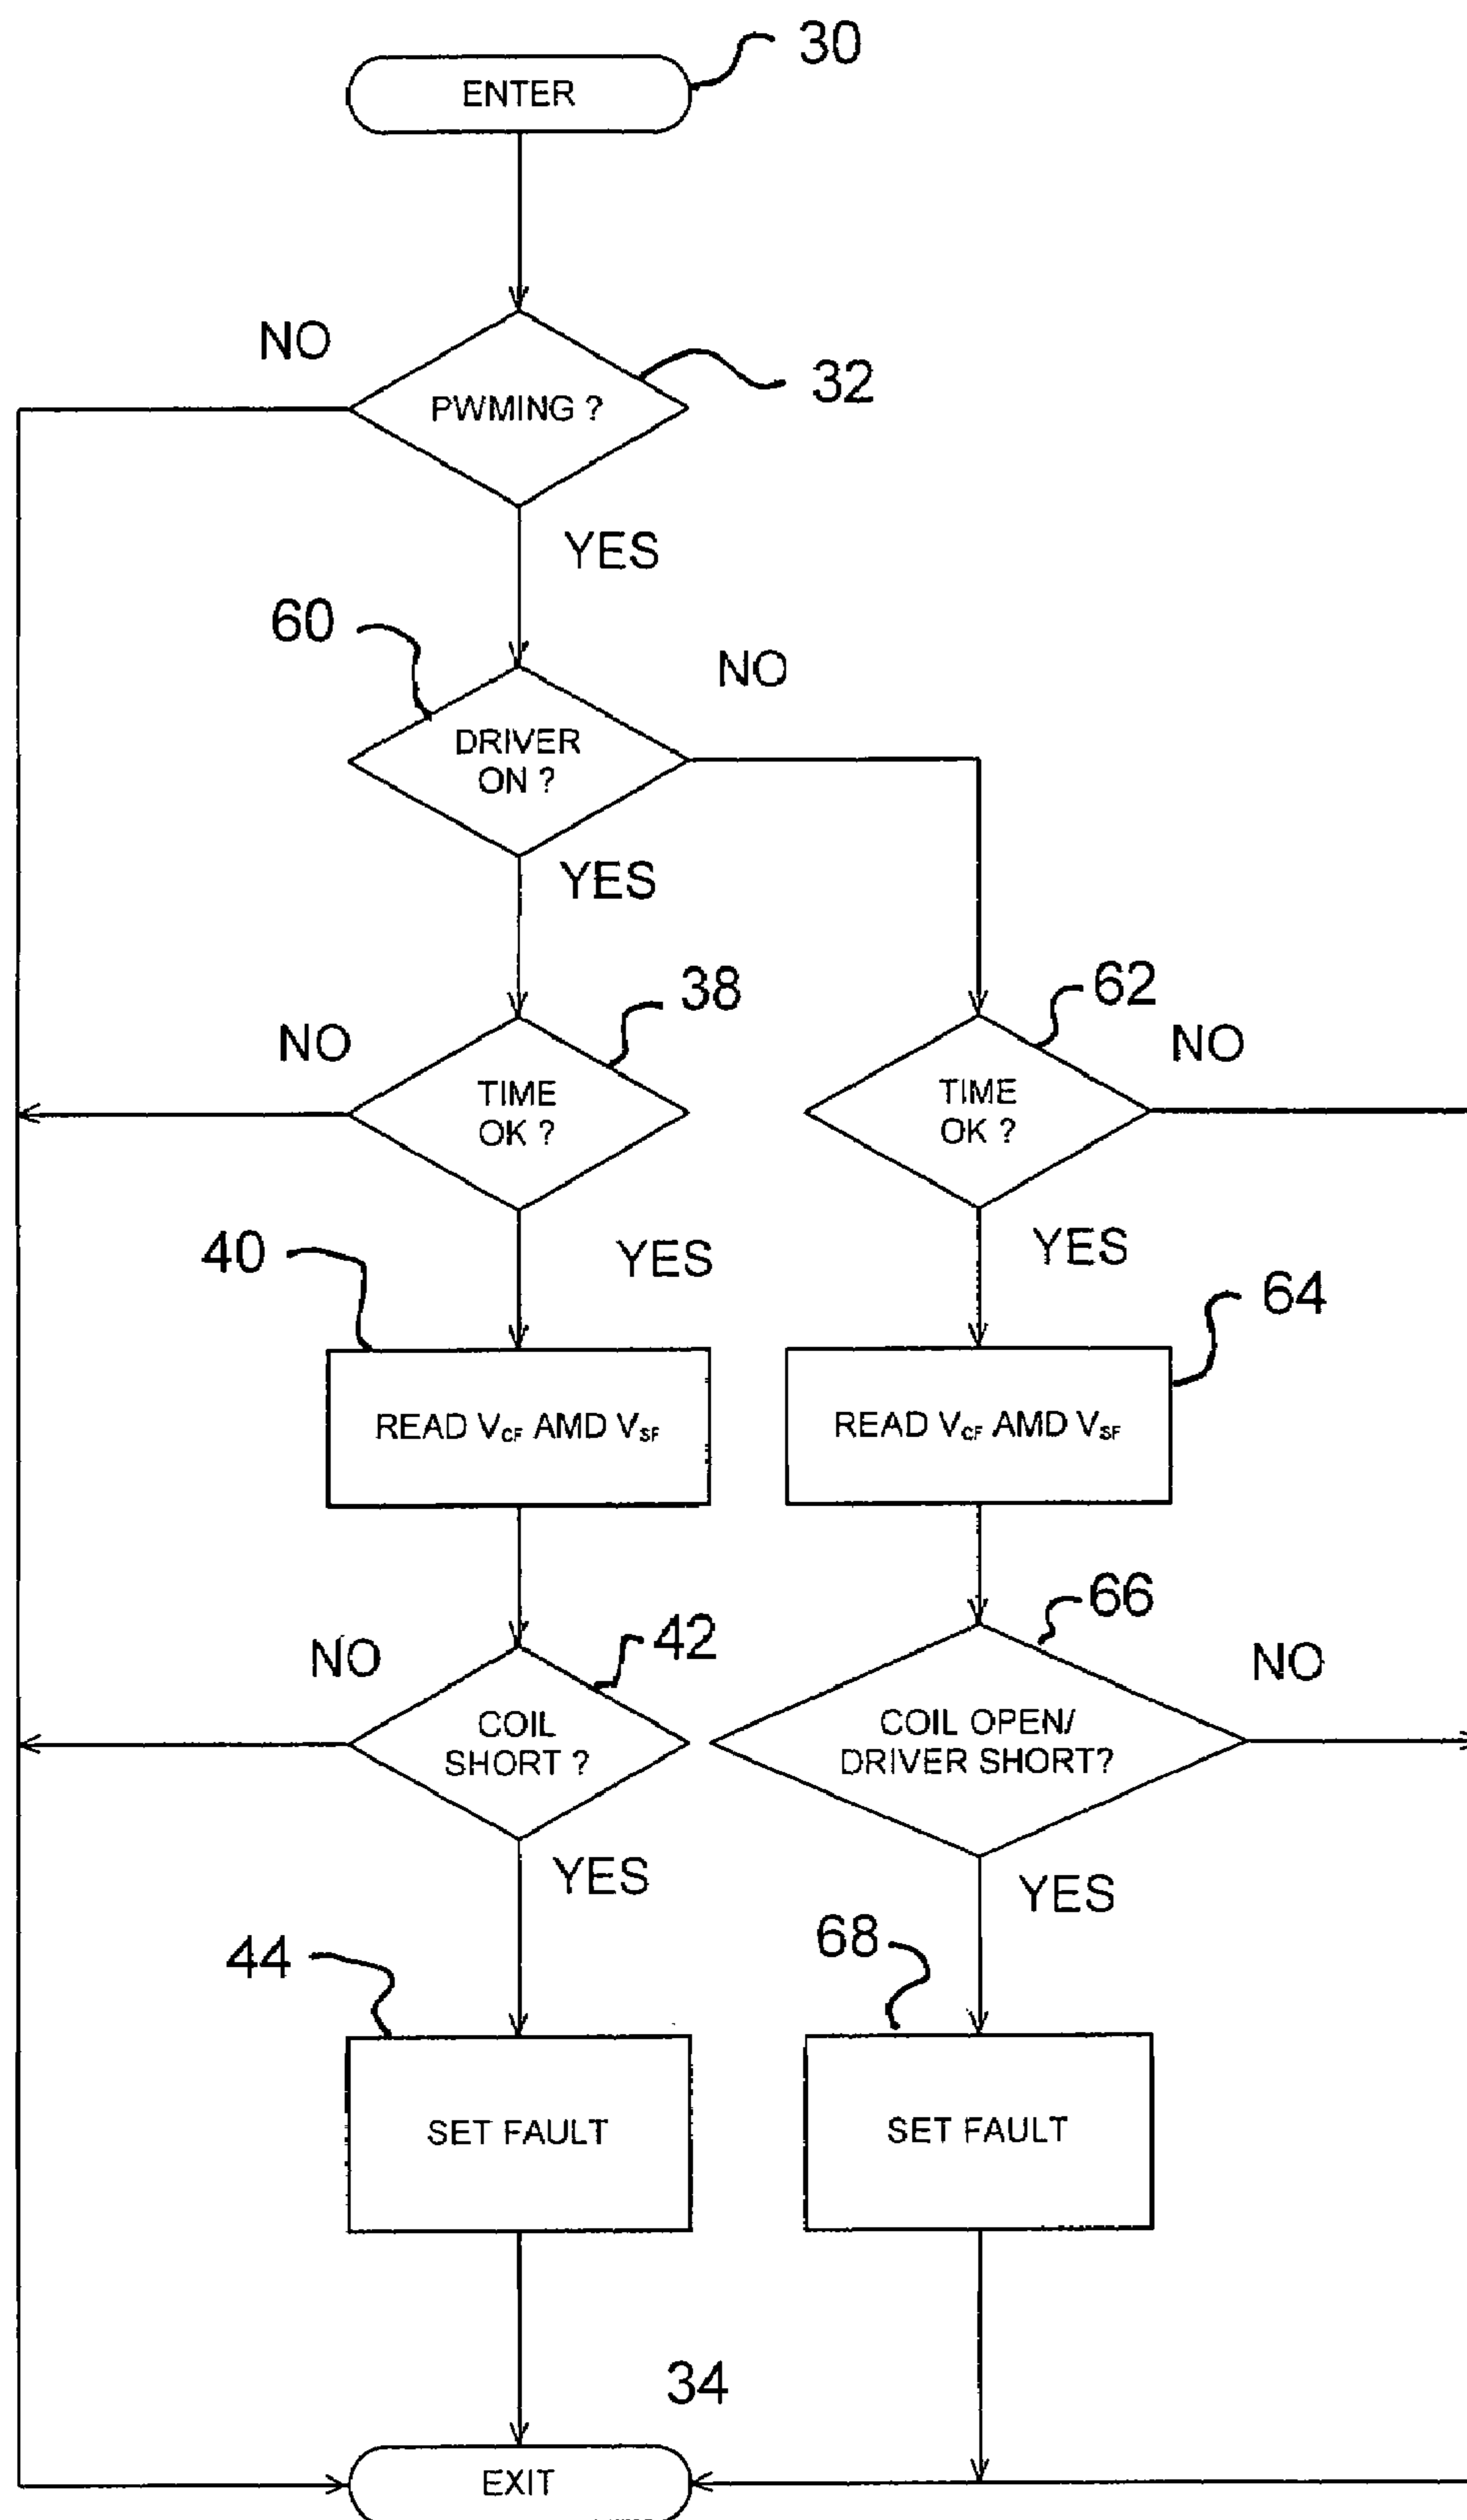 30
ENTER
NO
PWMING ?
32
YES
60
NO
DRIVER
ON ?
YES
38
62
NO
NO
TIME
OK ?
TIME
OK ?
40
YES
YES
64
READ VCF AMD VSF
READ VCF AMD VSF
66
NO
42
NO
COIL
SHORT ?
COIL OPEN/
DRIVER SHORT?
YES
YES
44
68
SET FAULT
SET FAULT
34
EXIT